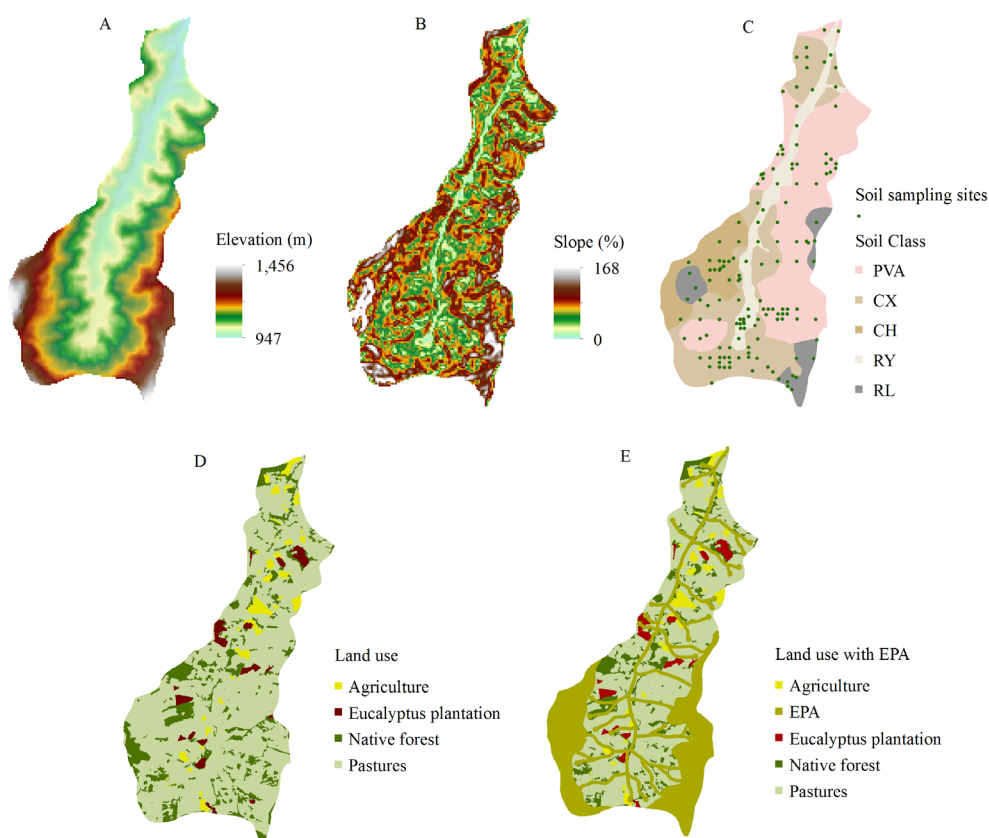 A
B
C
Elevation (m)
1,456
947
Slope (%)
168
0
Soil sampling sites
Soil Class
PVA
CX
CH
RY
RL
D
E
Land use
Agriculture
Eucalyptus plantation
Native forest
Pastures
Land use with EPA
Agriculture
EPA
Eucalyptus plantation
Native forest
Pastures